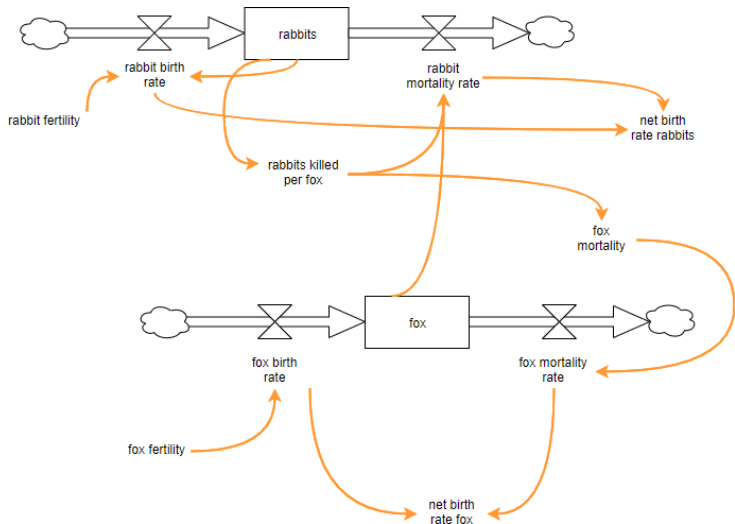 rabbits
rabbit birth
rate
rabbit
mortality rate
rabbit fertility
net birth
rate rabbits
rabbits killed
per fox
fox
mortality
fox
fox birth
rate
fox mortality
rate
fox fertility
net birth
rate fox